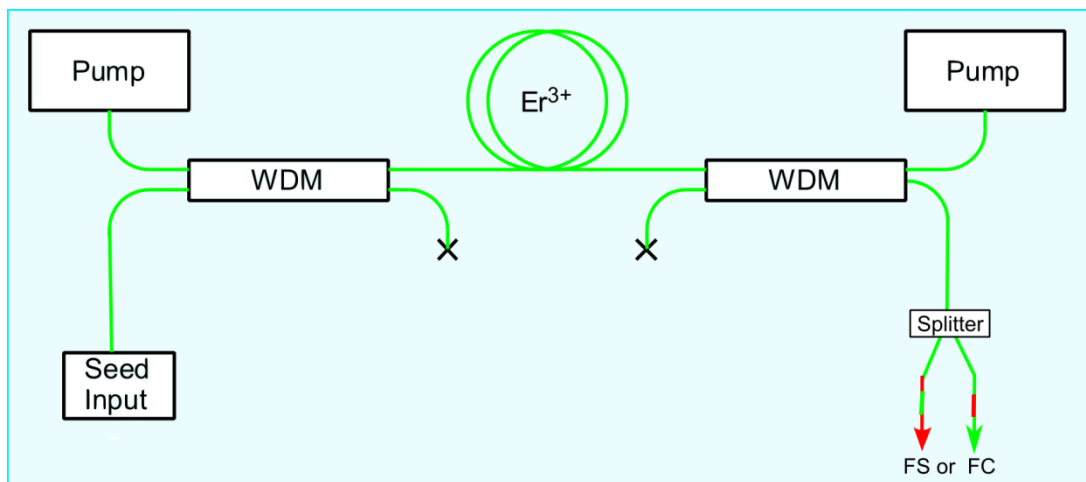 Pump
Er³⁺
Pump
WDM
WDM
Seed
Input
Splitter
FS or FC